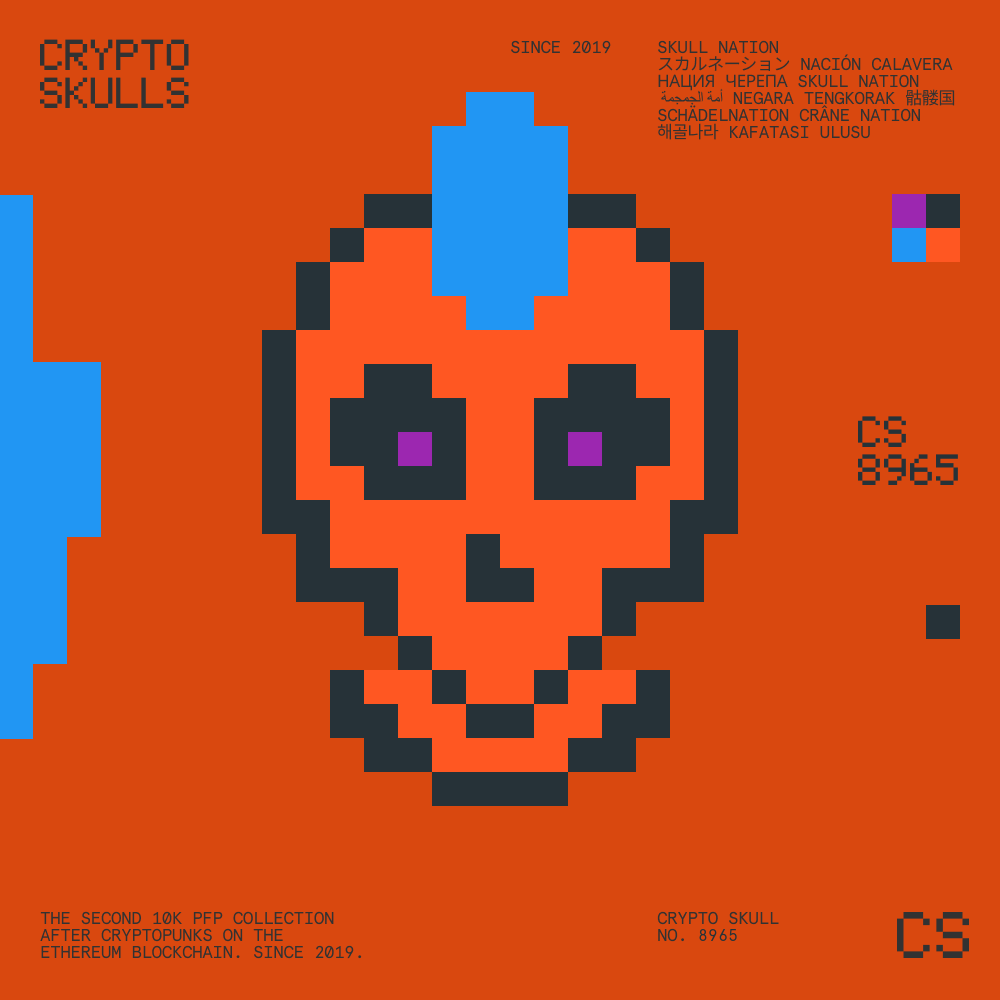 CRYPTO
SKULLS
SINCE 2019
SKULL NATION
スカルネーション NACIÓN CALAVERA
НАЦИЯ ЧЕРЕПА SKULL NATION
أمة الجمجمة NEGARA TENGKORAK 骷髅国
SCHÄDELNATION CRÂNE NATION
해골나라 KAFATASI ULUSU
CS
8965
THE SECOND 10K PFP COLLECTION
AFTER CRYPTOPUNKS ON THE
ETHEREUM BLOCKCHAIN. SINCE 2019.
CRYPTO SKULL
NO. 8965
CS